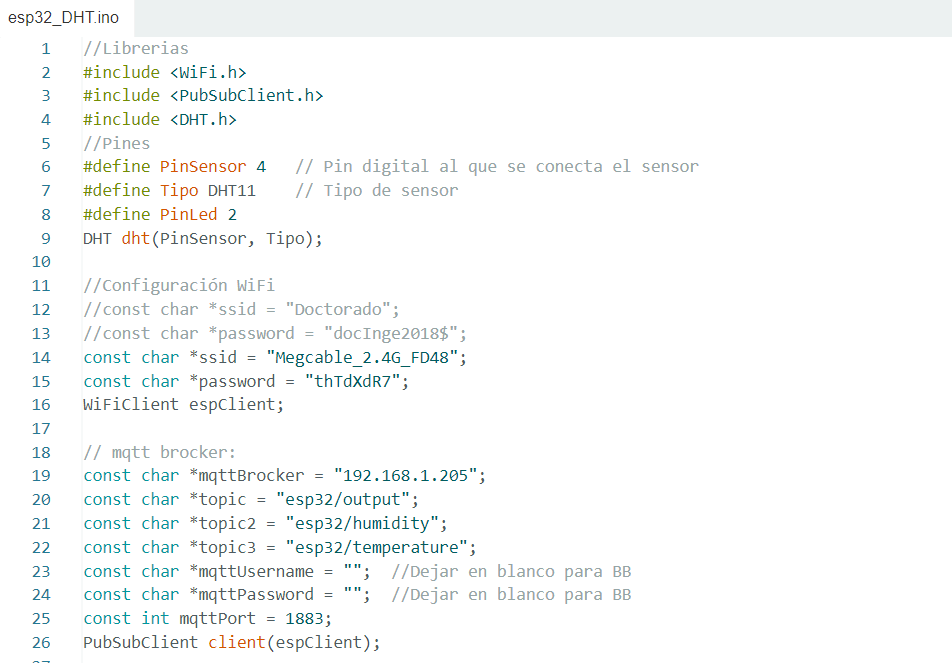 esp32_DHT.ino
1 //Librerias
2 #include <WiFi.h>
3 #include <PubSubClient.h>
4 #include <DHT.h>
5 //Pines
6 #define PinSensor 4 // Pin digital al que se conecta el sensor
7 #define Tipo DHT11 // Tipo de sensor
8 #define PinLed 2
9 DHT dht(PinSensor, Tipo);
10
11 //Configuración WiFi
12 //const char *ssid = "Doctorado";
13 //const char *password = "docInge2018$";
14 const char *ssid = "Megcable_2.4G_FD48";
15 const char *password = "thTdXdR7";
16 WiFiClient espClient;
17
18 // mqtt brocker:
19 const char *mqttBrocker = "192.168.1.205";
20 const char *topic = "esp32/output";
21 const char *topic2 = "esp32/humidity";
22 const char *topic3 = "esp32/temperature";
23 const char *mqttUsername = ""; //Dejar en blanco para BB
24 const char *mqttPassword = ""; //Dejar en blanco para BB
25 const int mqttPort = 1883;
26 PubSubClient client(espClient);